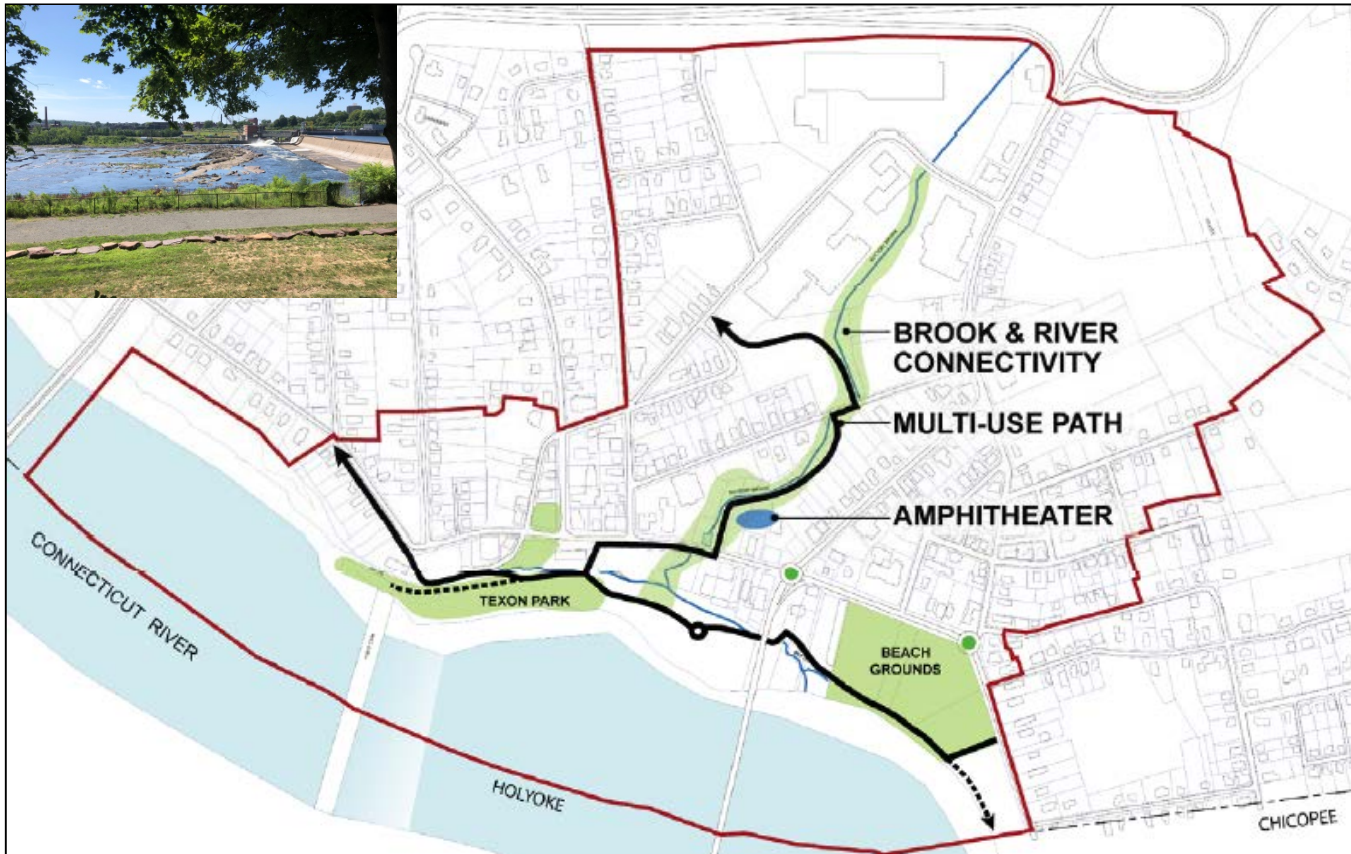 BROOK & RIVER
CONNECTIVITY
MULTI-USE PATH
AMPHITHEATER
TEXON PARK
BEACH
GROUNDS
CONNECTICUT RIVER
HOLYOKE
CHICOPEE